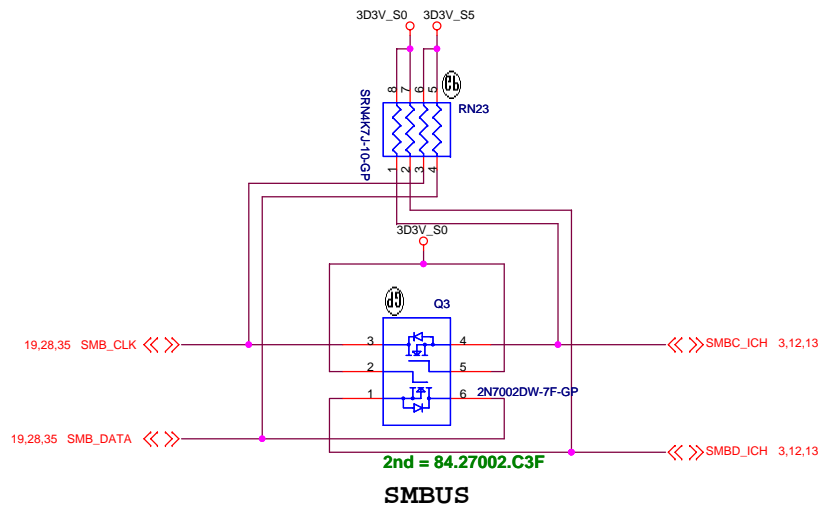 3D3V_S0 3D3V_S5
8 7 6 5
RN23
SRN4K7J-10-GP
1 2 3 4
3D3V_S0
Q3
19,28,35 SMB_CLK
3 4
SMBC_ICH 3,12,13
2 5
1 6
2N7002DW-7F-GP
19,28,35 SMB_DATA
SMBD_ICH 3,12,13
2nd = 84.27002.C3F
SMBUS